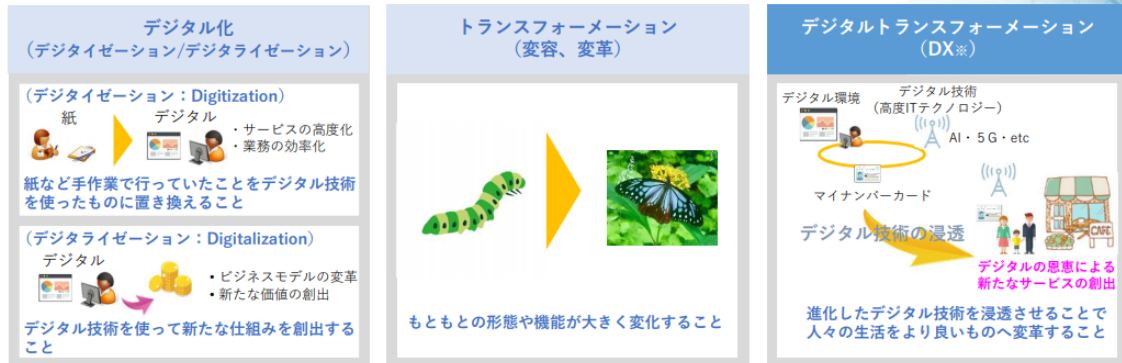 デジタル化
（デジタイゼーション/デジタライゼーション）
（デジタイゼーション：Digitization）
紙
デジタル
・サービスの高度化
・業務の効率化
紙など手作業で行っていたことをデジタル技術
を使ったものに置き換えること
（デジタライゼーション：Digitalization）
デジタル
・ビジネスモデルの変革
・新たな価値の創出
デジタル技術を使って新たな仕組みを創出する
こと
トランスフォーメーション
（変容、変革）
もともとの形態や機能が大きく変化すること
デジタルトランスフォーメーション
（DX※）
デジタル環境
デジタル技術
（高度ITテクノロジー）
AI・５G・etc
マイナンバーカード
デジタル技術の浸透
CAFE
デジタルの恩恵による
新たなサービスの創出
進化したデジタル技術を浸透させることで
人々の生活をより良いものへ変革すること